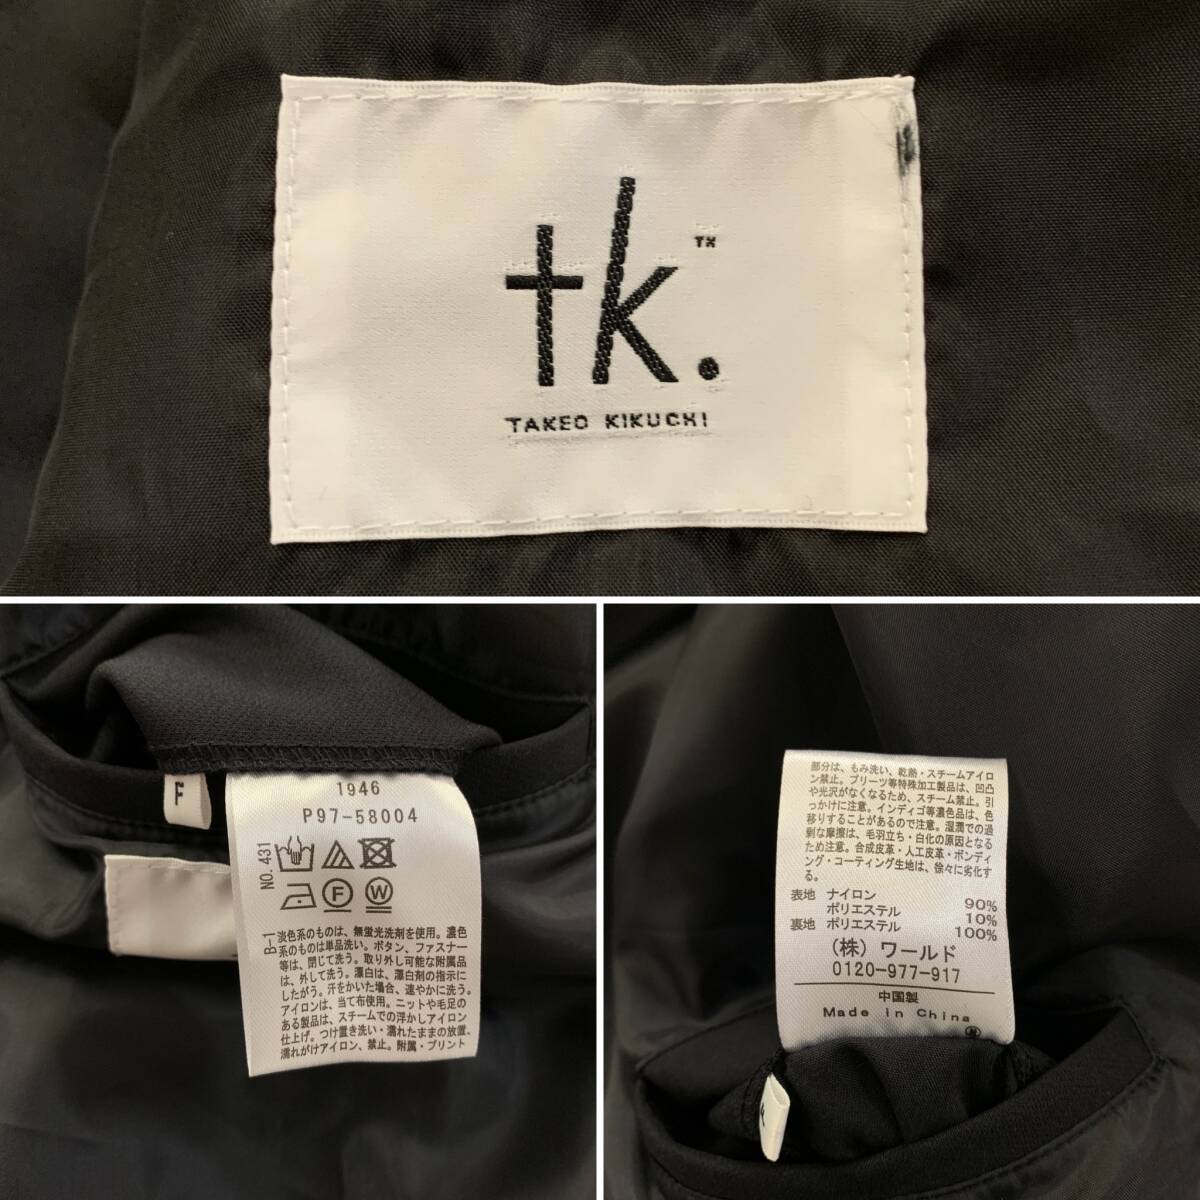 tk.™
TAKEO KIKUCHI
F
1946
P97-58004
NO.431
F W
B-1
淡色系のものは、無蛍光洗剤を使用。濃色
系のものは単品洗い。ボタン、ファスナー
等は、閉じて洗う。取り外し可能な附属品
は、外して洗う。漂白は、漂白剤の指示に
したがう。汗をかいた場合、速やかに洗う。
アイロンは、当て布使用。ニットや毛足の
ある製品は、スチームでの浮かしアイロン
仕上げ。つけ置き洗い・濡れたままの放置、
濡れがけアイロン、禁止。附属・プリント
部分は、もみ洗い、乾熱・スチームアイロ
ン禁止。プリーツ等特殊加工製品は、凹凸
や光沢がなくなるため、スチーム禁止。引
っかけに注意。インディゴ等濃色品は、色
移りすることがあるので注意。湿潤での過
剰な摩擦は、毛羽立ち・白化の原因となる
ため注意。合成皮革・人工皮革・ボンディ
ング・コーティング生地は、徐々に劣化す
る。
表地 ナイロン 90%
ポリエステル 10%
裏地 ポリエステル 100%
(株) ワールド
0120-977-917
中国製
Made in China